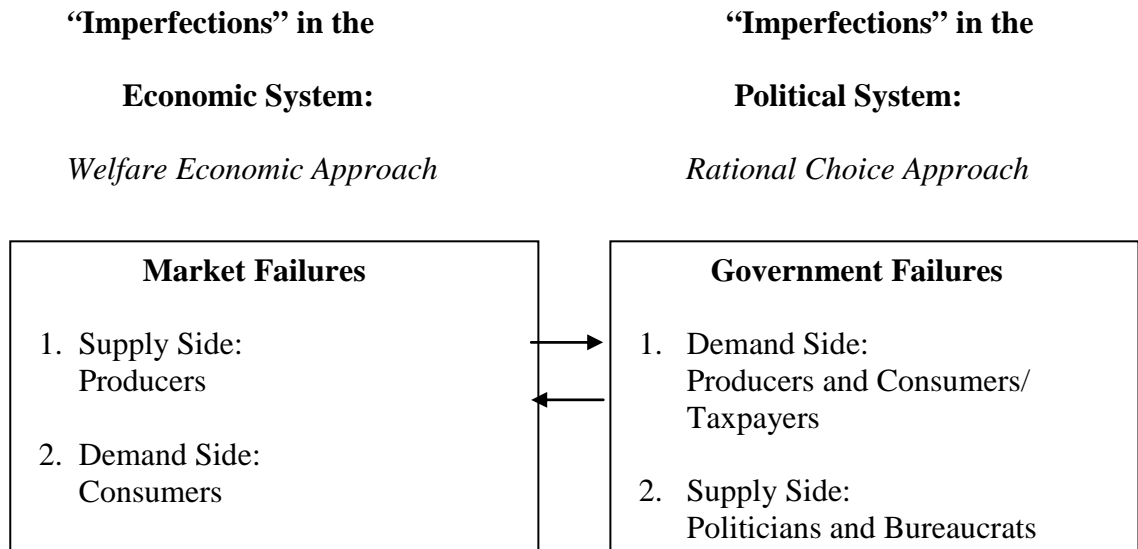 “Imperfections” in the
Economic System:
Welfare Economic Approach
“Imperfections” in the
Political System:
Rational Choice Approach
Market Failures
1. Supply Side:
Producers
2. Demand Side:
Consumers
Government Failures
1. Demand Side:
Producers and Consumers/
Taxpayers
2. Supply Side:
Politicians and Bureaucrats